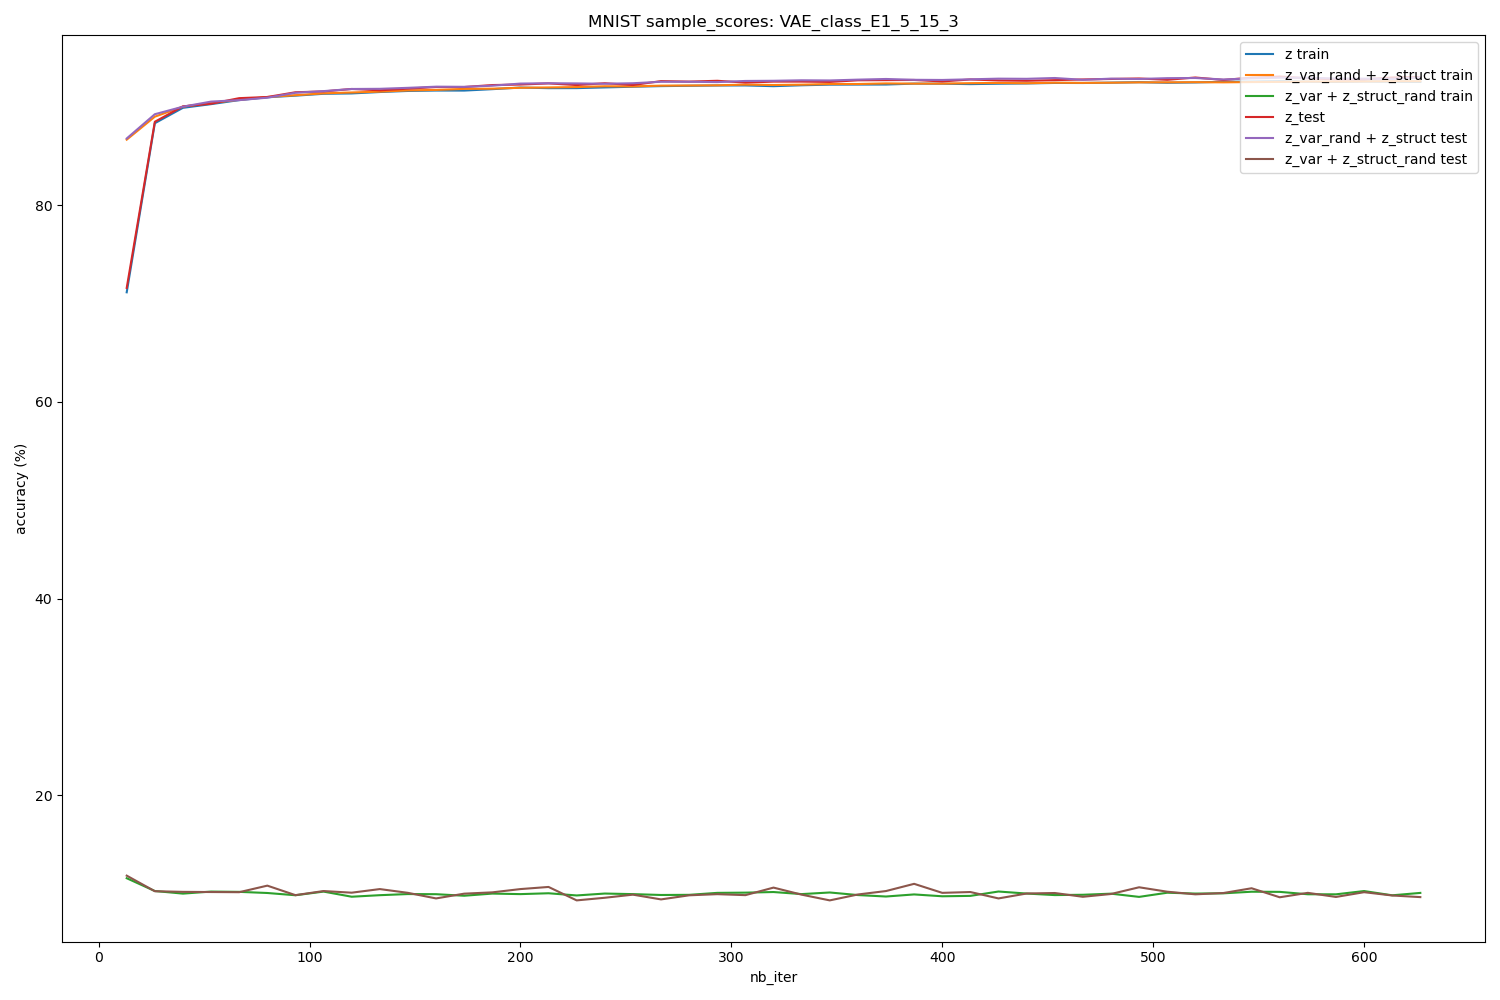 MNIST sample_scores: VAE_class_E1_5_15_3
z train
z_var_rand + z_struct train
z_var + z_struct_rand train
z_test
z_var_rand + z_struct test
z_var + z_struct_rand test
accuracy (%)
80
60
40
20
0 100 200 300 400 500 600
nb_iter